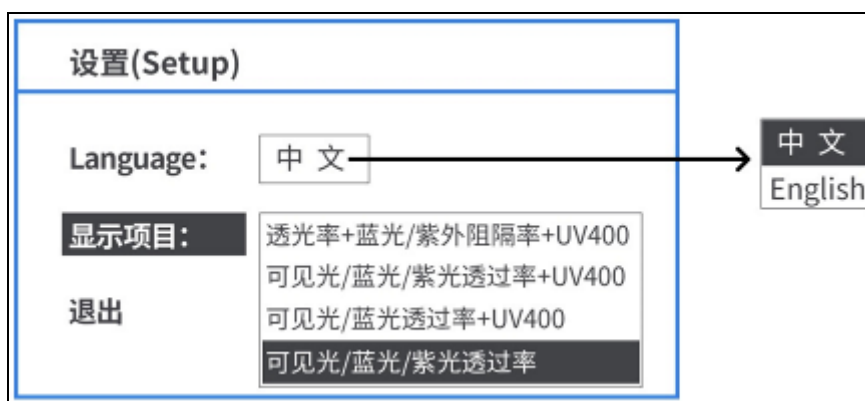 设置(Setup)
Language：
中 文
中 文
English
显示项目：
透光率+蓝光/紫外阻隔率+UV400
可见光/蓝光/紫光透过率+UV400
可见光/蓝光透过率+UV400
可见光/蓝光/紫光透过率
退出